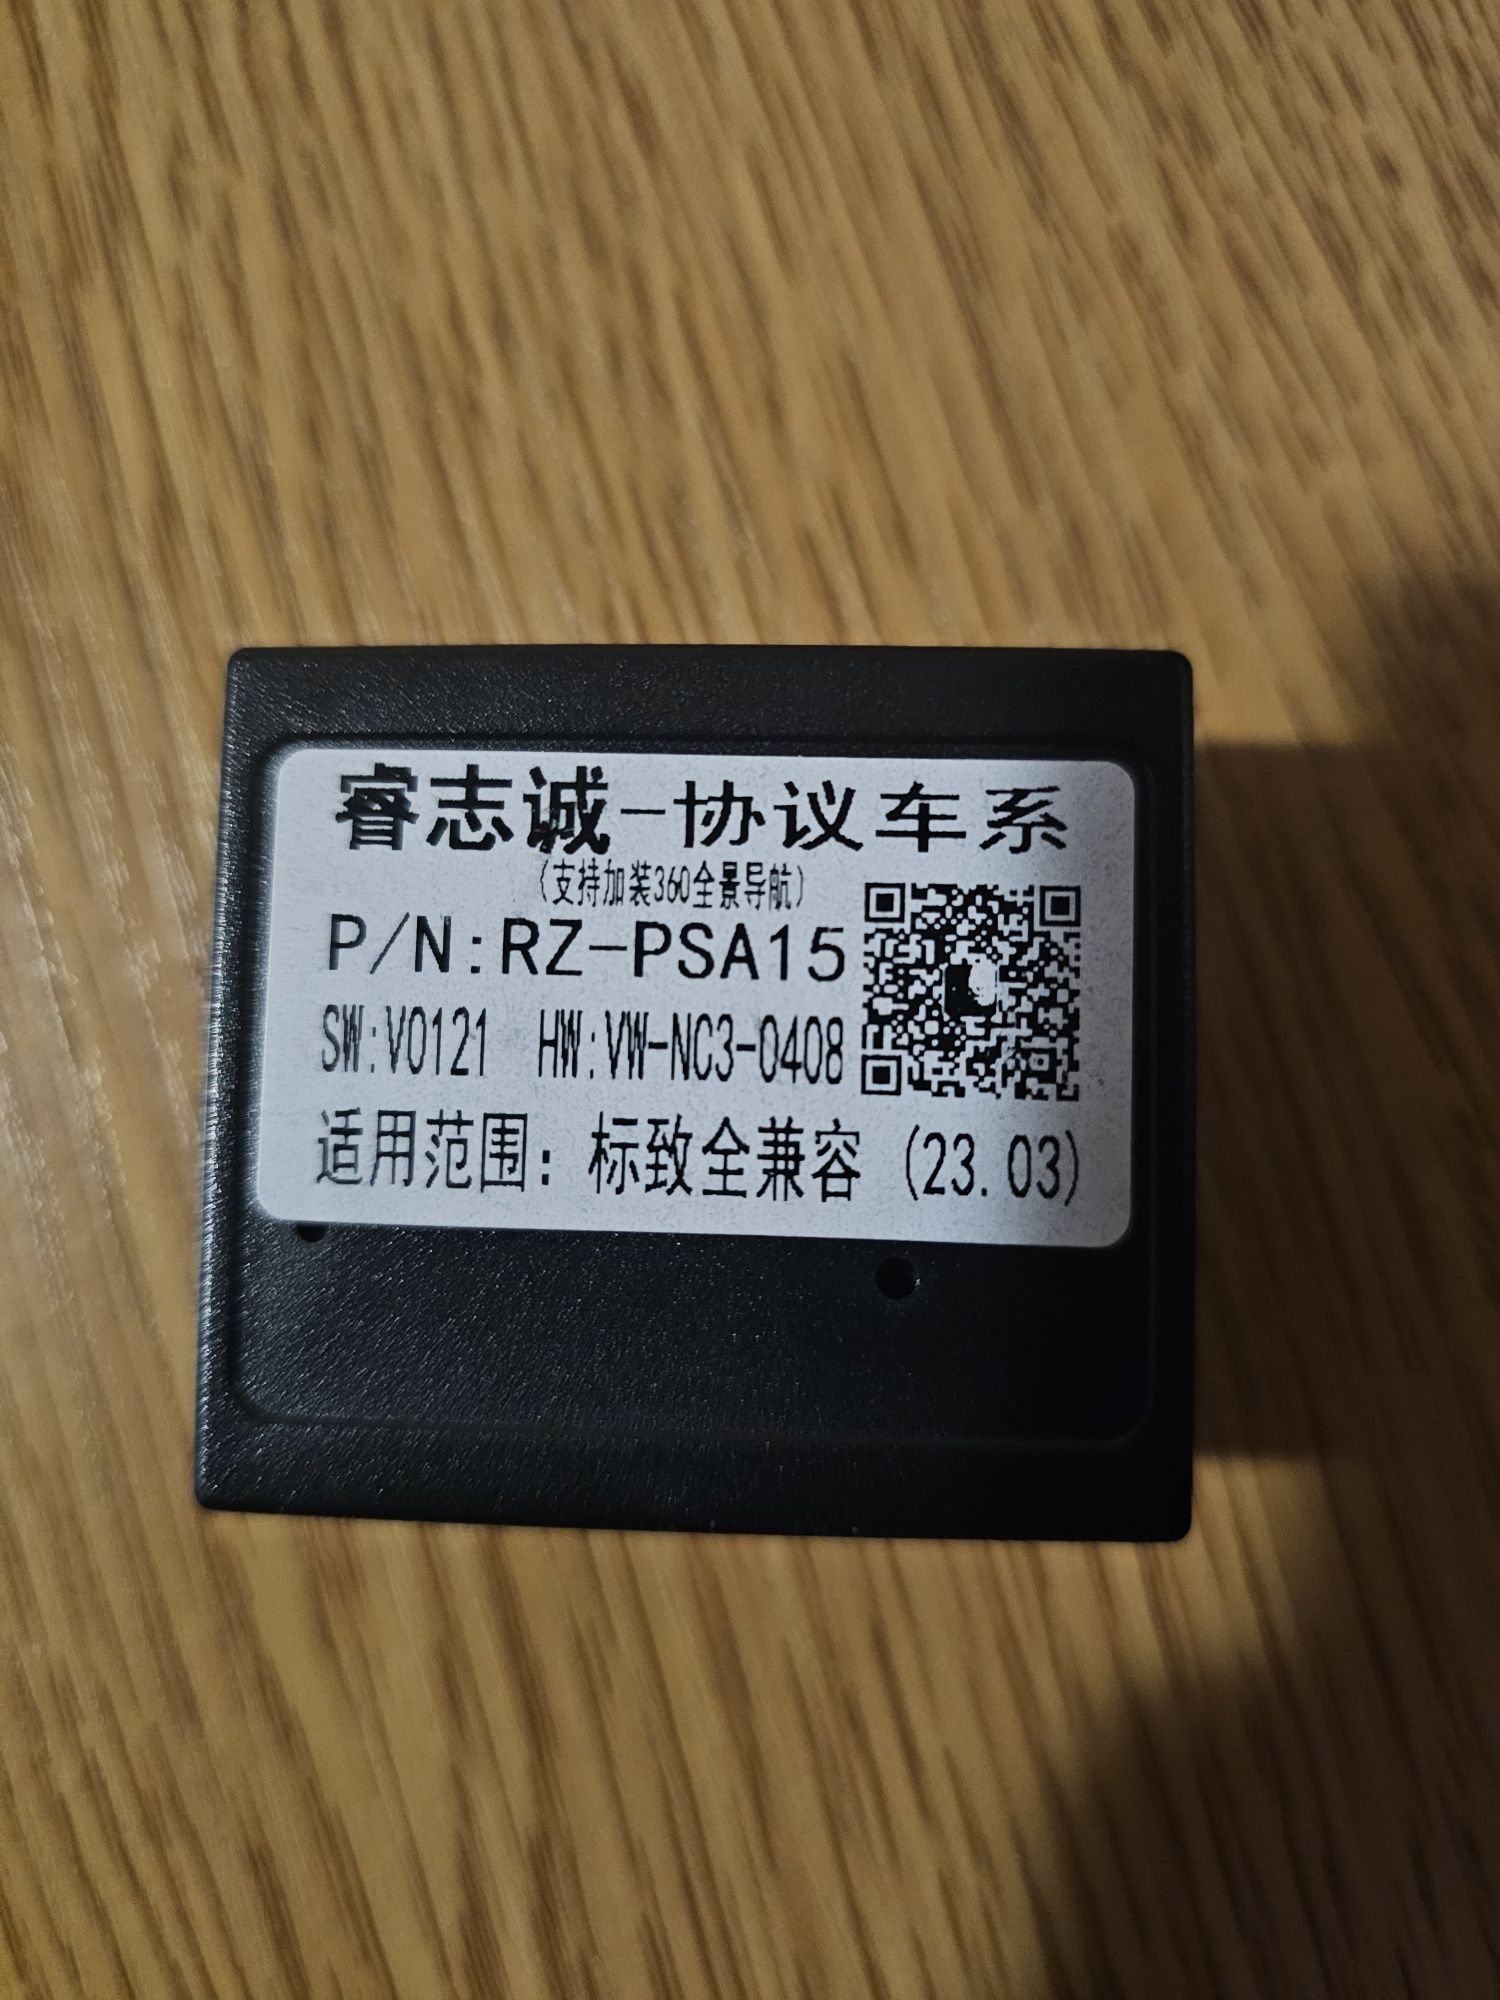 睿志诚-协议车系
(支持加装360全景导航)
P/N:RZ-PSA15
SW:V0121 HW:VW-NC3-0408
适用范围：标致全兼容 (23.03)